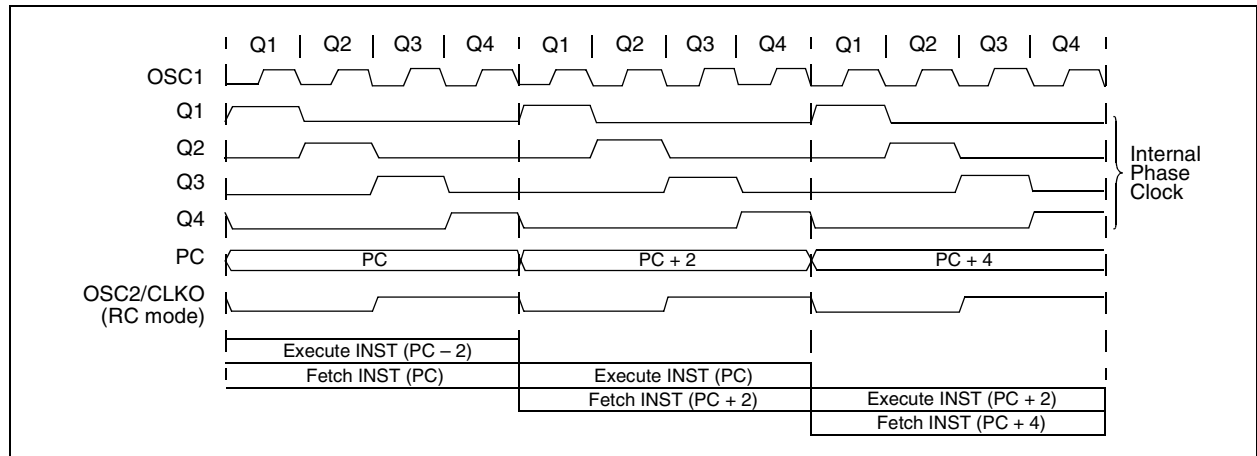 Q1 Q2 Q3 Q4 Q1 Q2 Q3 Q4 Q1 Q2 Q3 Q4
OSC1
Q1
Q2
Q3
Q4
Internal
Phase
Clock
PC PC PC + 2 PC + 4
OSC2/CLKO
(RC mode)
Execute INST (PC – 2)
Fetch INST (PC) Execute INST (PC)
Fetch INST (PC + 2) Execute INST (PC + 2)
Fetch INST (PC + 4)